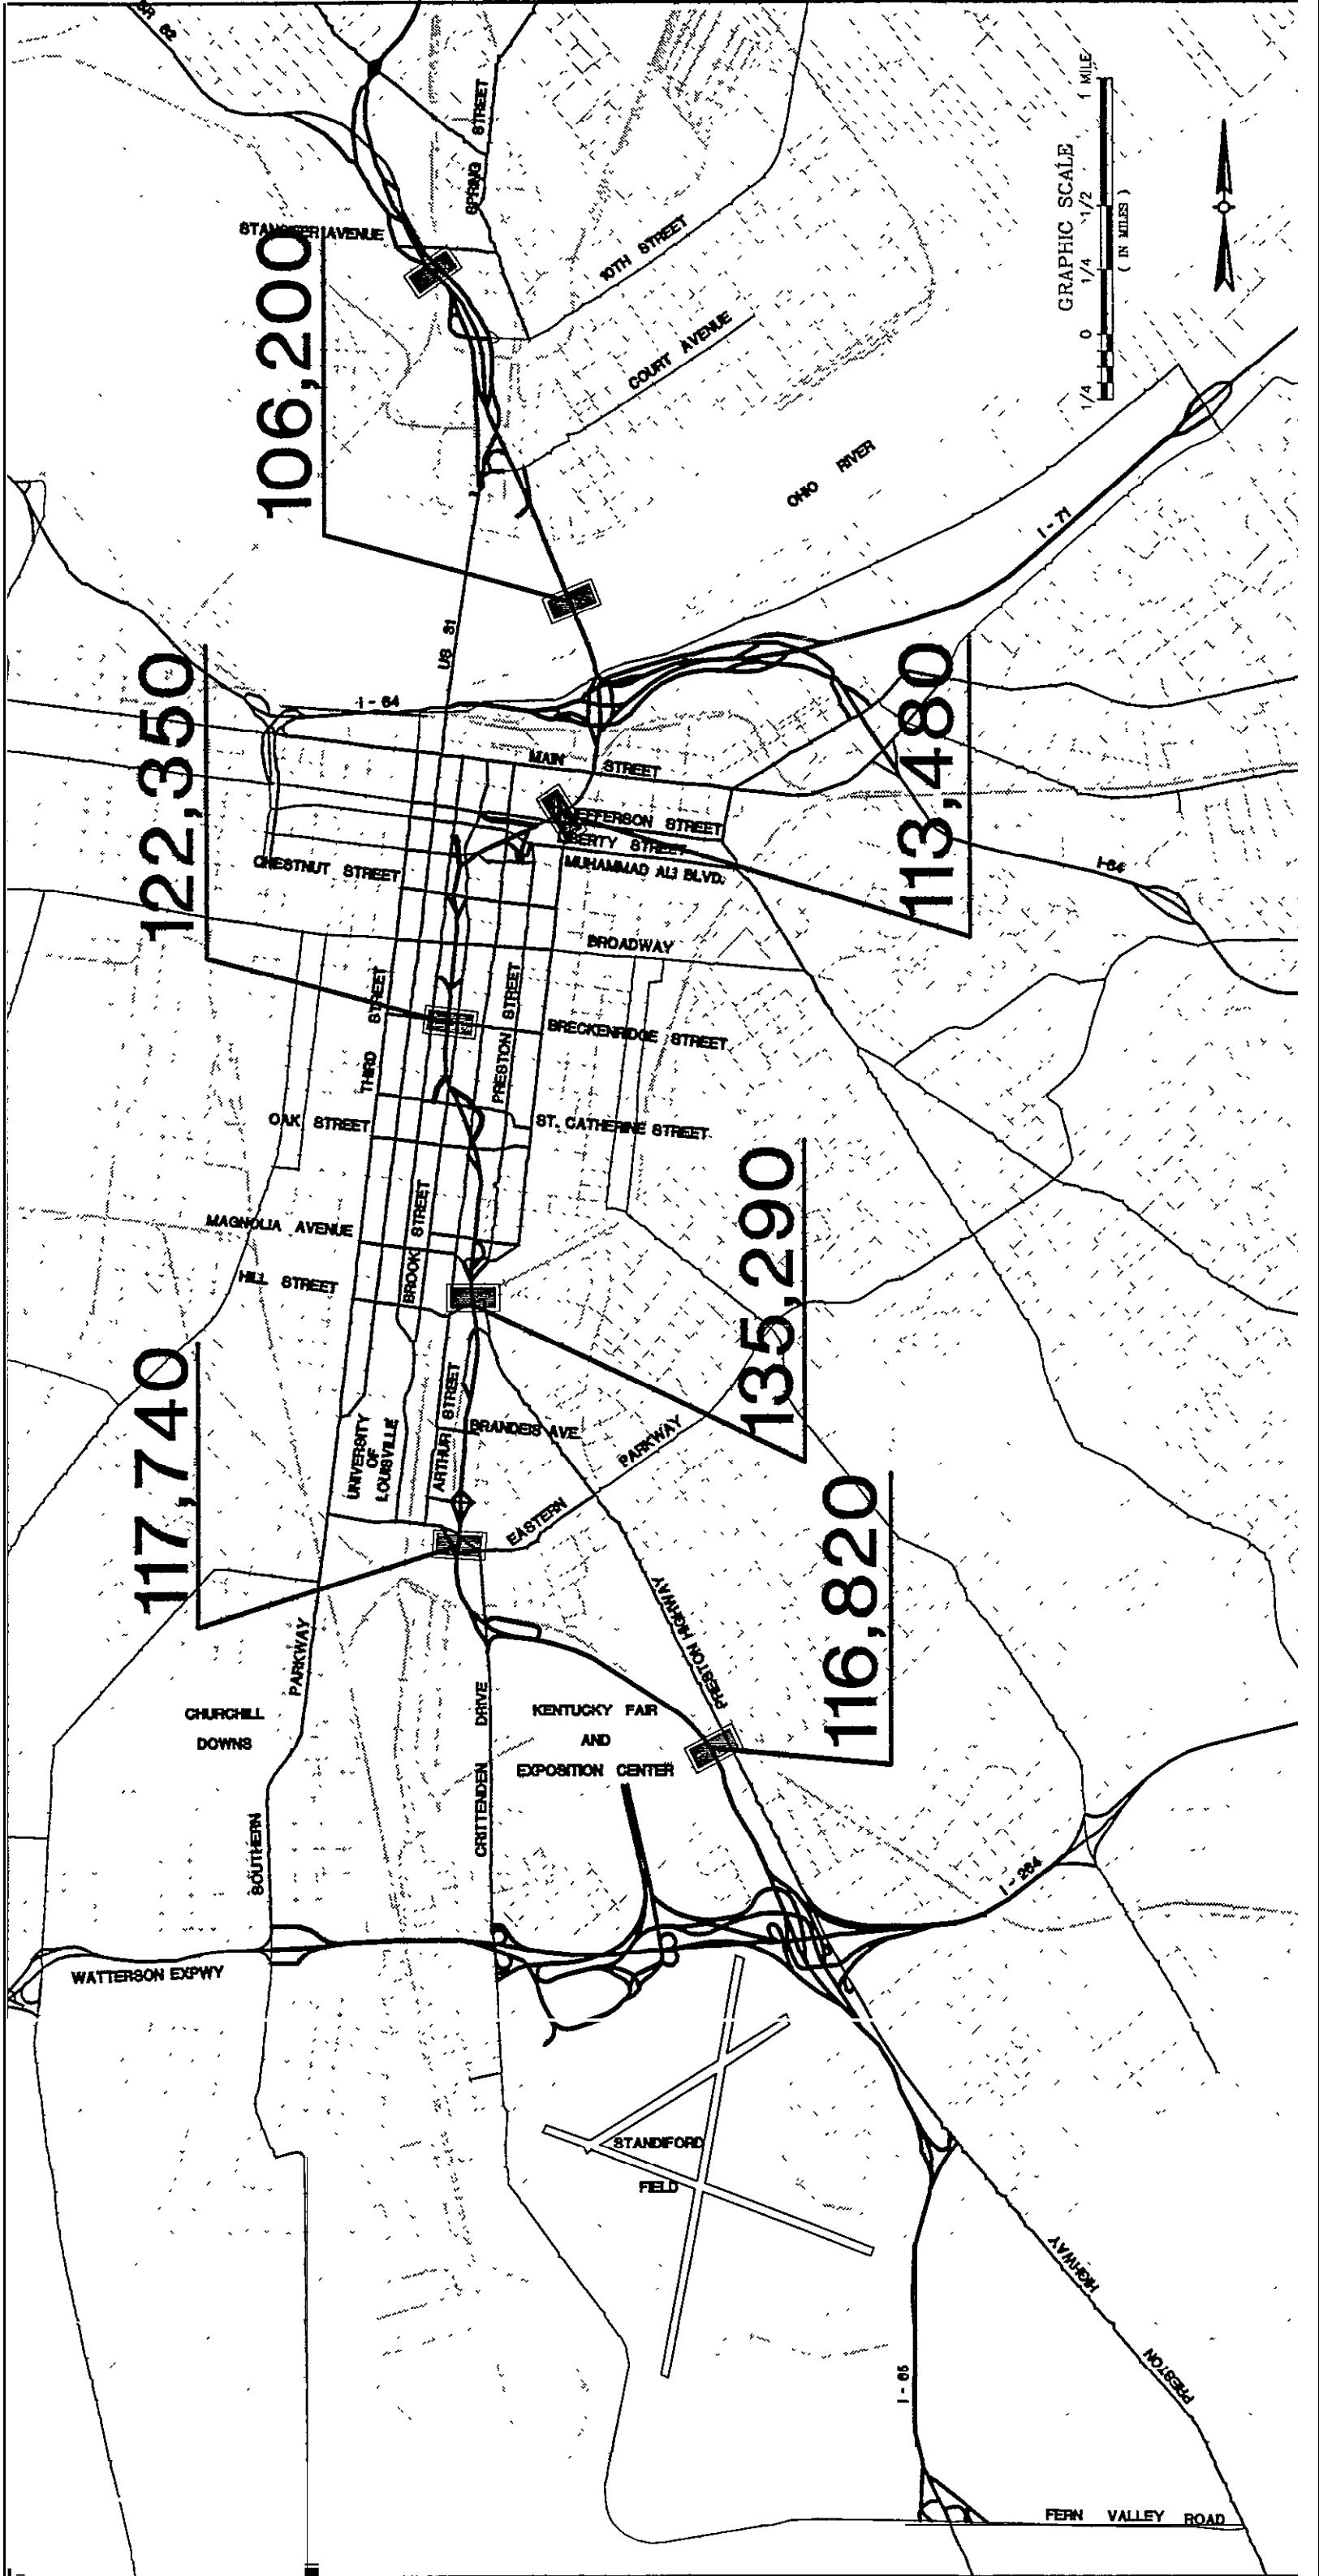 SR 62
SPRING STREET
STANSIFER AVENUE
106,200
10TH STREET
COURT AVENUE
GRAPHIC SCALE
1/4 0 1/4 1/2 1 MILE
( IN MILES )
OHIO RIVER
I - 71
US 31
122,350
I - 64
113,480
MAIN STREET
JEFFERSON STREET
LIBERTY STREET
MUHAMMAD ALI BLVD.
CHESTNUT STREET
I-64
BROADWAY
THIRD STREET
PRESTON STREET
BRECKENRIDGE STREET
OAK STREET
ST. CATHERINE STREET
MAGNOLIA AVENUE
BROOK STREET
HILL STREET
135,290
117,740
UNIVERSITY
OF
LOUISVILLE
ARTHUR STREET
BRANDEIS AVE.
EASTERN PARKWAY
116,820
PRESTON HIGHWAY
SOUTHERN PARKWAY
CHURCHILL
DOWNS
CRITTENDEN DRIVE
KENTUCKY FAIR
AND
EXPOSITION CENTER
I - 264
WATTERSON EXPWY
STANDIFORD
FIELD
PRESTON HIGHWAY
I - 65
FERN VALLEY ROAD